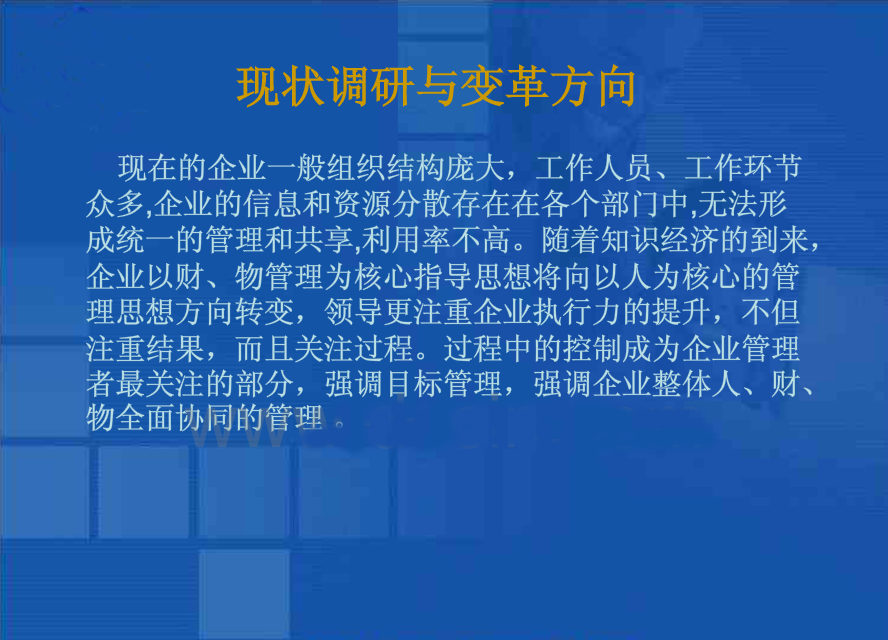 现状调研与变革方向
现在的企业一般组织结构庞大，工作人员、工作环节
众多,企业的信息和资源分散存在在各个部门中,无法形
成统一的管理和共享,利用率不高。随着知识经济的到来，
企业以财、物管理为核心指导思想将向以人为核心的管
理思想方向转变，领导更注重企业执行力的提升，不但
注重结果，而且关注过程。过程中的控制成为企业管理
者最关注的部分，强调目标管理，强调企业整体人、财、
物全面协同的管理。